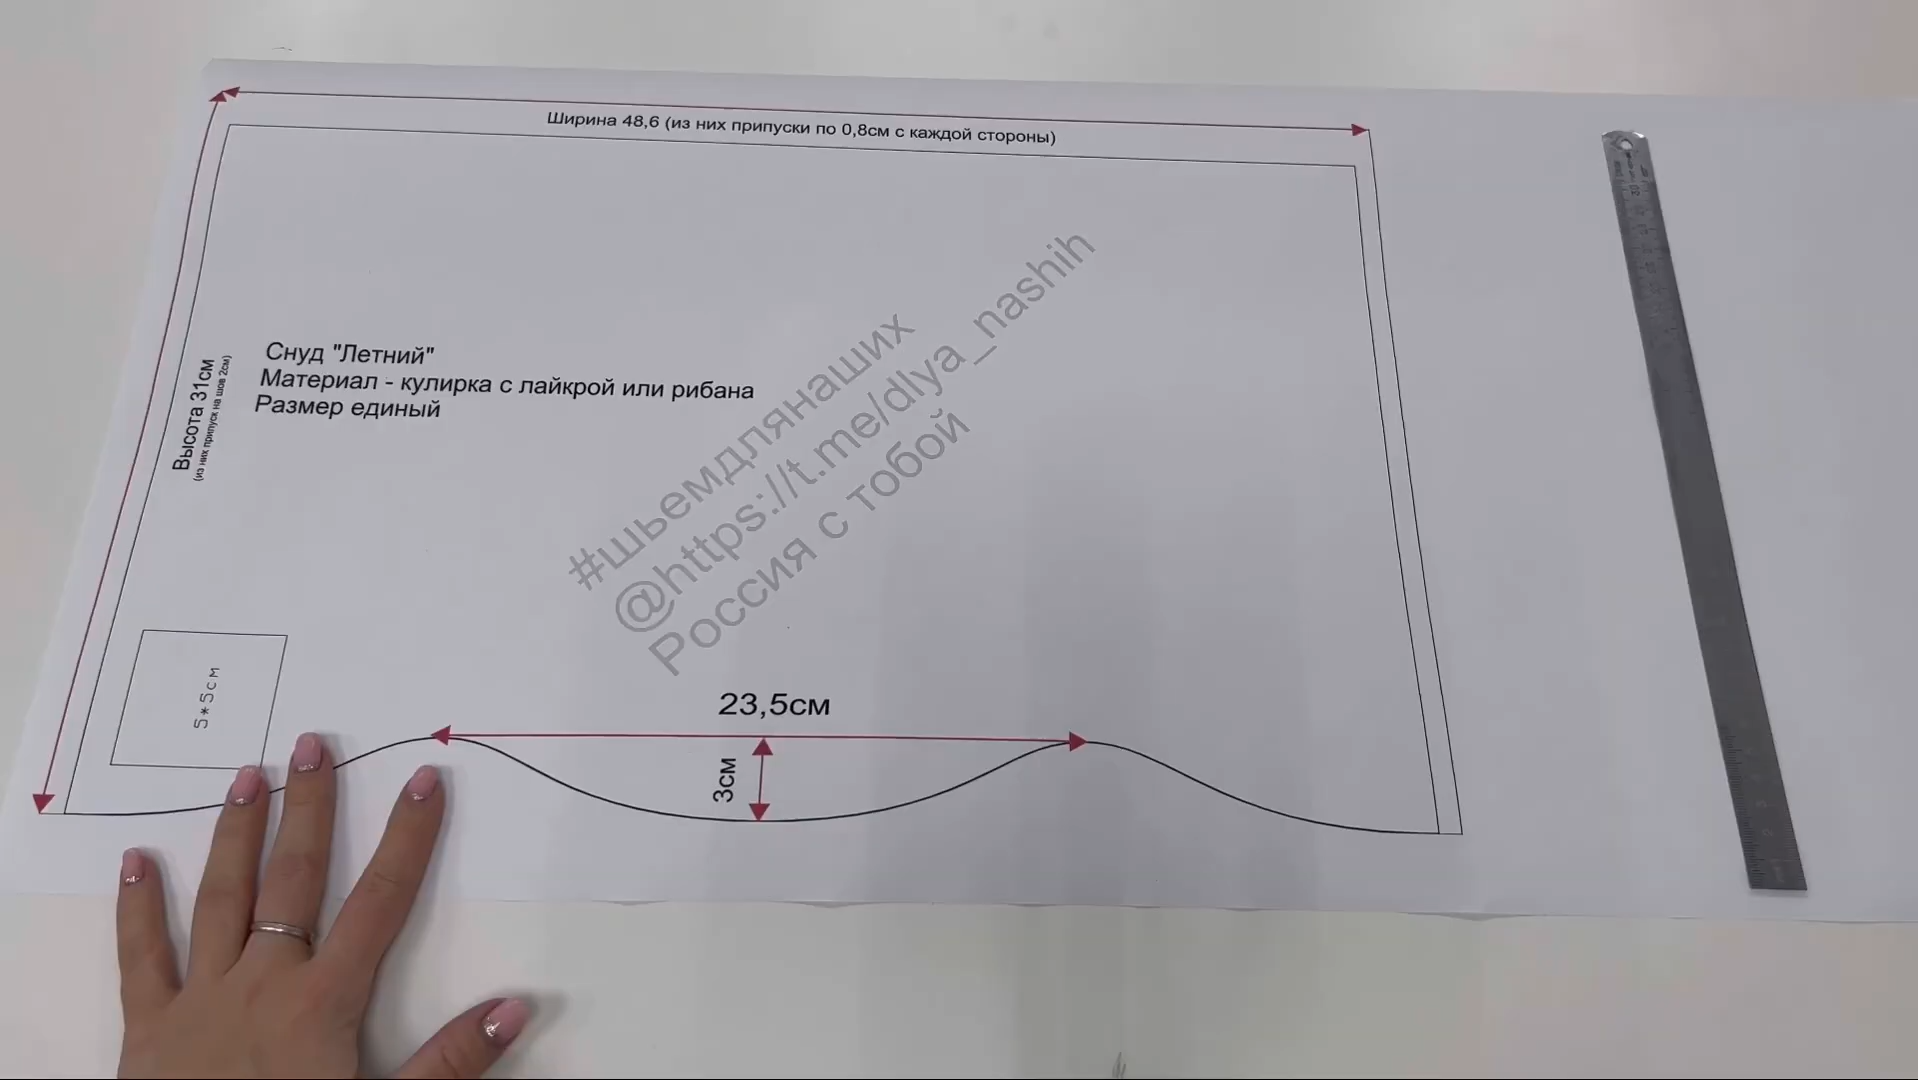 Ширина 48,6 (из них припуски по 0,8см с каждой стороны)
Снуд "Летний"
Материал - кулирка с лайкрой или рибана
Размер единый
Высота 31см
(из них припуск на шов 2см)
#шьемдлянаших
@https://t.me/dlya_nashih
Россия с тобой
5*5см
23,5см
3см